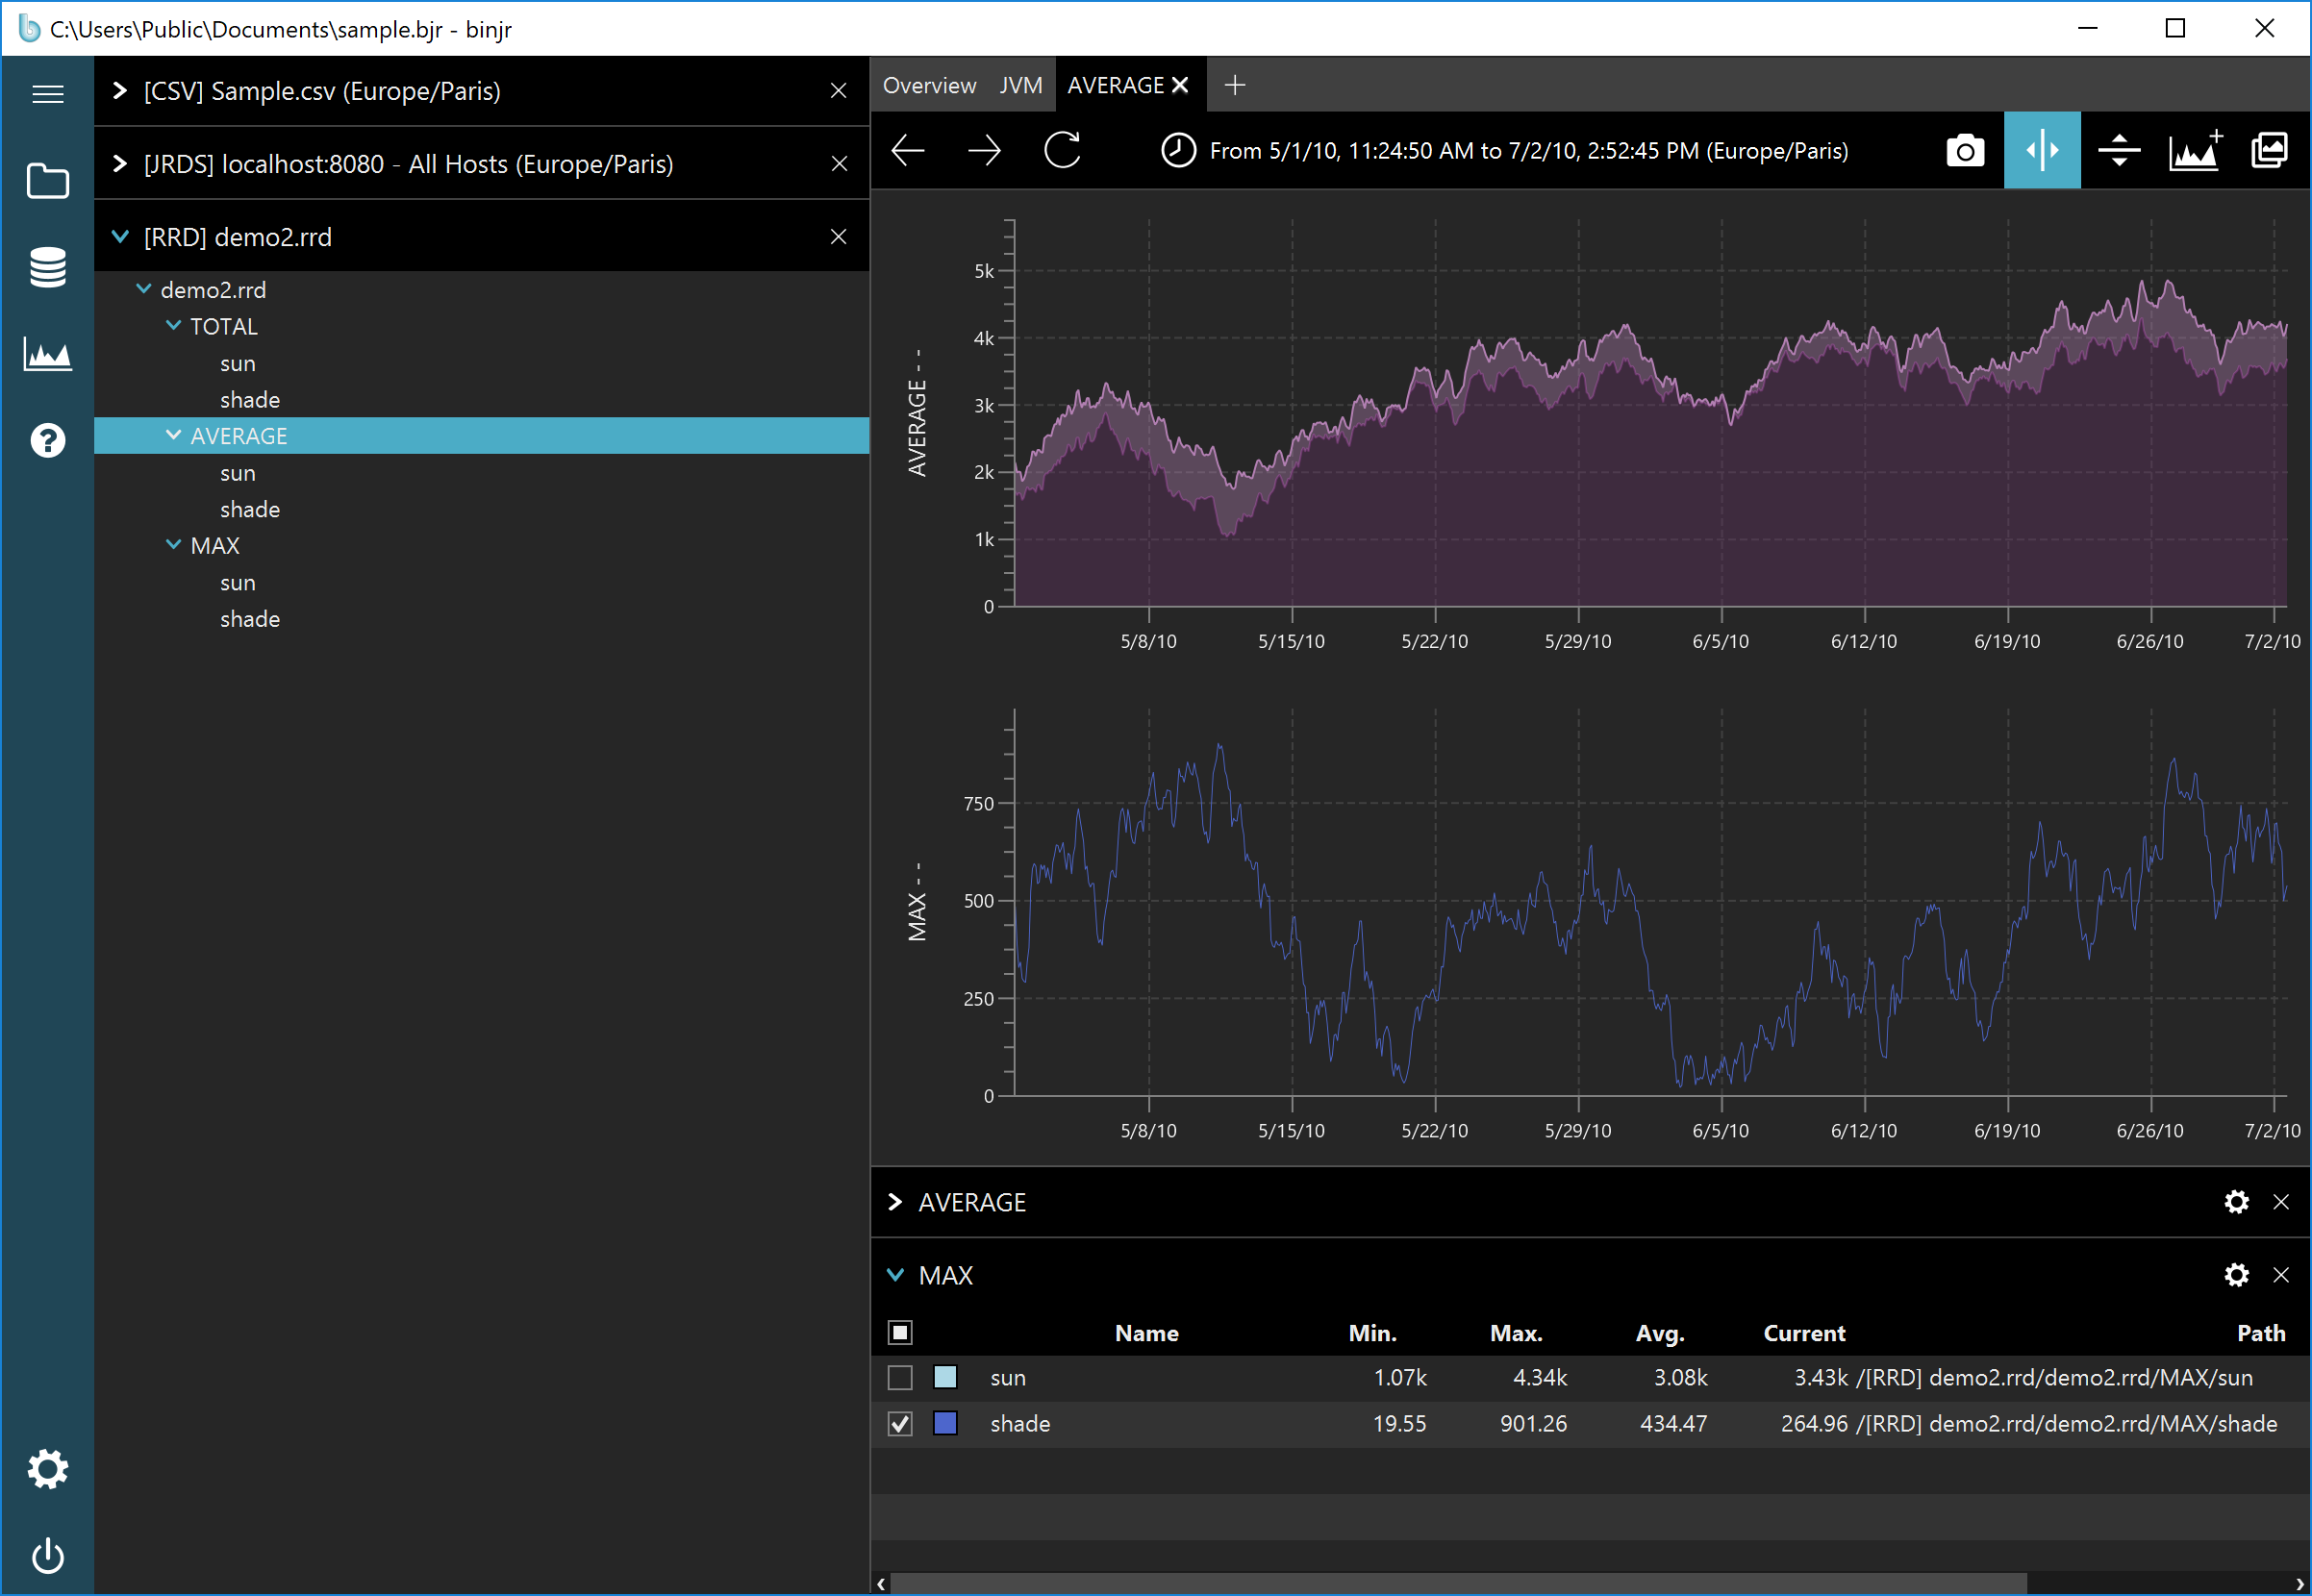 C:\Users\Public\Documents\sample.bjr - binjr
[CSV] Sample.csv (Europe/Paris)
[JRDS] localhost:8080 - All Hosts (Europe/Paris)
[RRD] demo2.rrd
demo2.rrd
TOTAL
sun
shade
AVERAGE
sun
shade
MAX
sun
shade
Overview JVM AVERAGE
From 5/1/10, 11:24:50 AM to 7/2/10, 2:52:45 PM (Europe/Paris)
AVERAGE - -
5k
4k
3k
2k
1k
0
5/8/10 5/15/10 5/22/10 5/29/10 6/5/10 6/12/10 6/19/10 6/26/10 7/2/10
MAX - -
750
500
250
0
5/8/10 5/15/10 5/22/10 5/29/10 6/5/10 6/12/10 6/19/10 6/26/10 7/2/10
AVERAGE
MAX
Name Min. Max. Avg. Current Path
sun 1.07k 4.34k 3.08k 3.43k /[RRD] demo2.rrd/demo2.rrd/MAX/sun
shade 19.55 901.26 434.47 264.96 /[RRD] demo2.rrd/demo2.rrd/MAX/shade